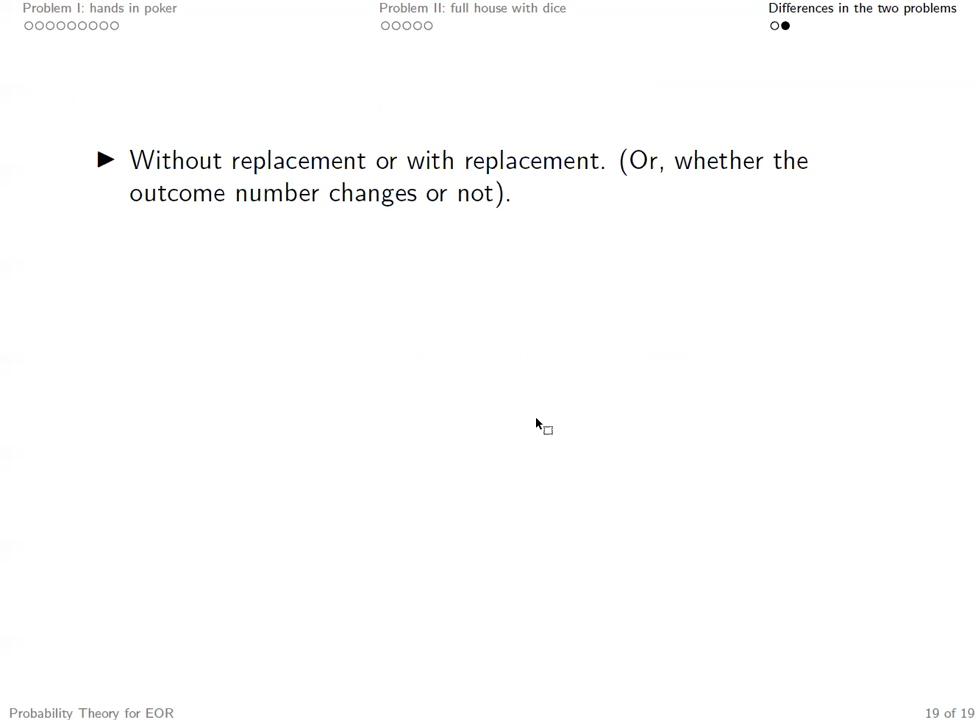 Problem I: hands in poker
Problem II: full house with dice
Differences in the two problems
Without replacement or with replacement. (Or, whether the
outcome number changes or not).
Probability Theory for EOR
19 of 19